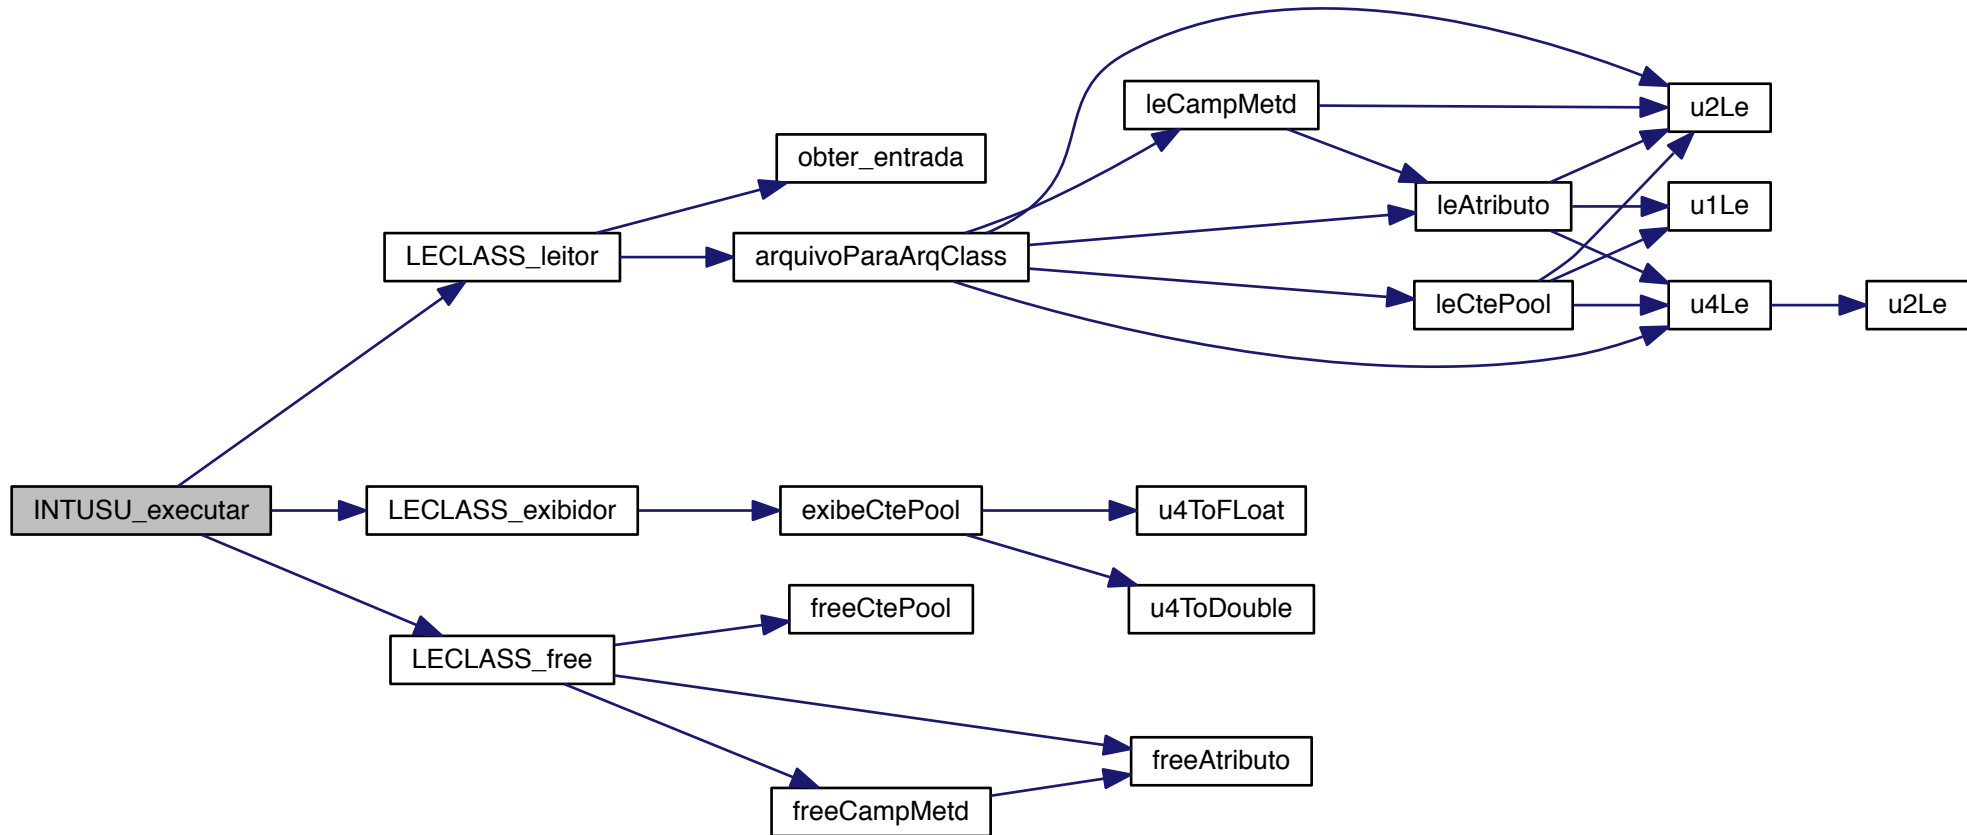 leCampMetd
u2Le
obter_entrada
leAtributo
u1Le
LECLASS_leitor
arquivoParaArqClass
leCtePool
u4Le
u2Le
INTUSU_executar
LECLASS_exibidor
exibeCtePool
u4ToFLoat
freeCtePool
u4ToDouble
LECLASS_free
freeAtributo
freeCampMetd